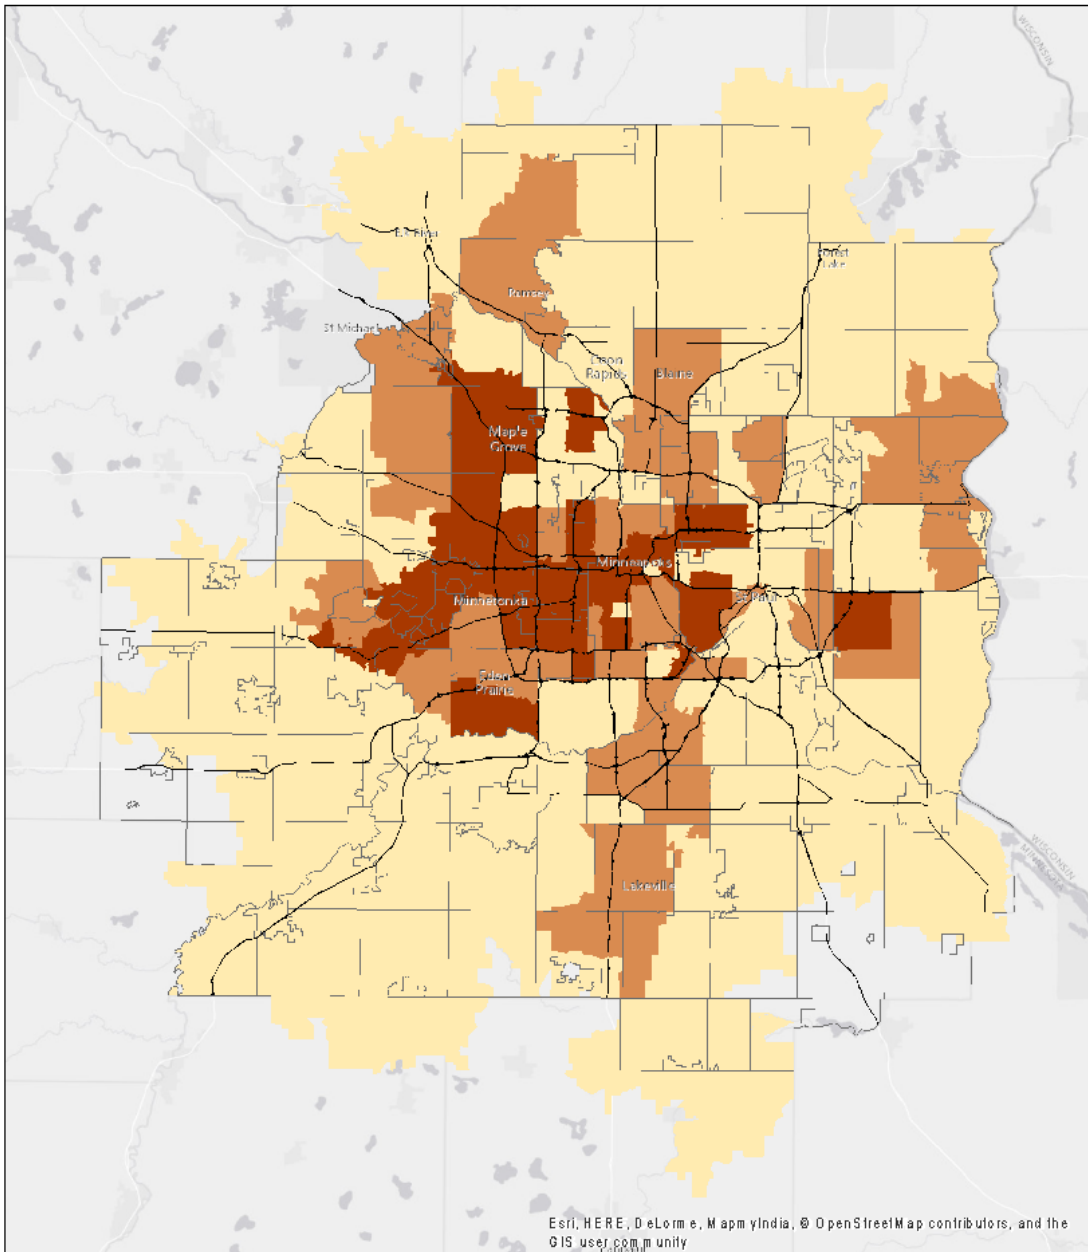 WISCONSIN
Elk River
Forest
Lake
Ramsey
St Michael
Coon
Rapids
Blaine
Maple
Grove
Minneapolis
Minnetonka
St Paul
Eden
Prairie
Lakeville
WISCONSIN
MINNESOTA
Esri, HERE, DeLorme, MapmyIndia, © OpenStreetMap contributors, and the
GIS user community